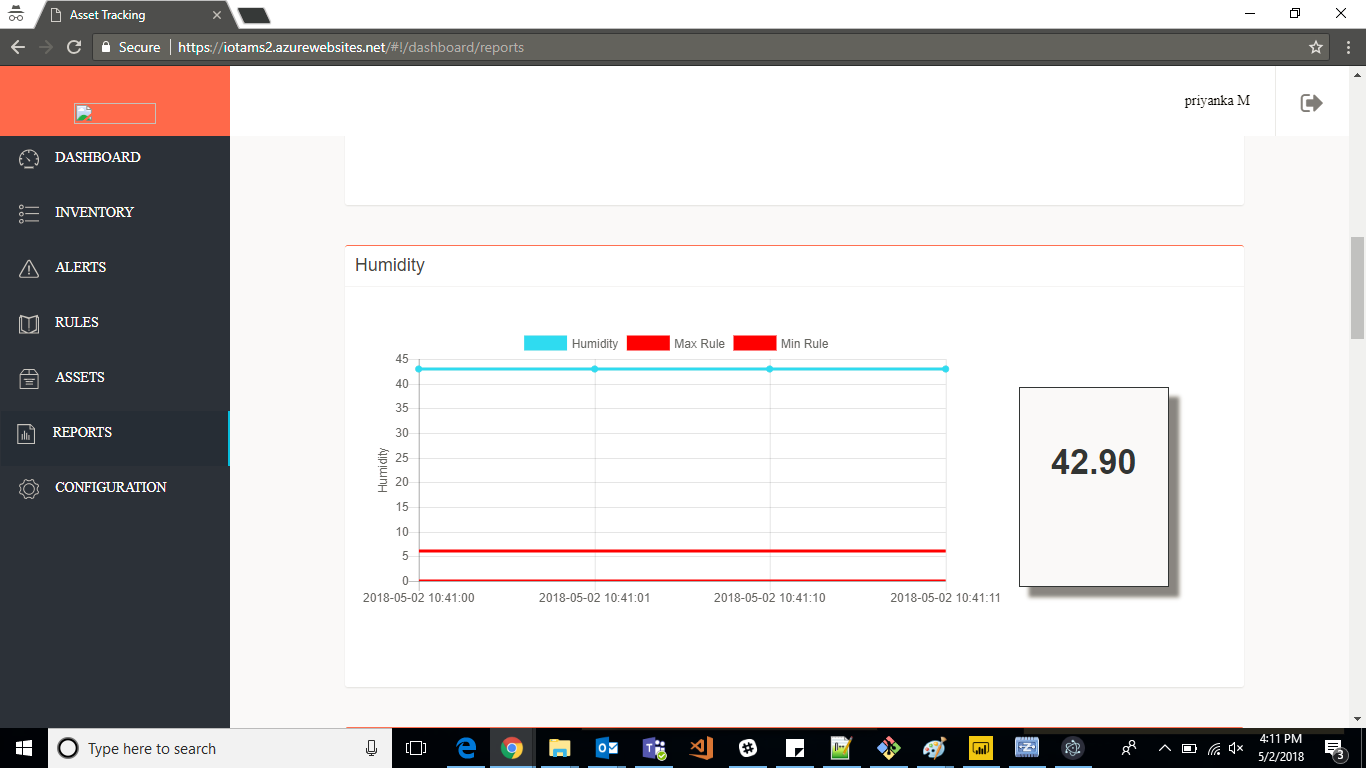 Asset Tracking
Secure https://iotams2.azurewebsites.net/#!/dashboard/reports
priyanka M
DASHBOARD
INVENTORY
ALERTS
RULES
ASSETS
REPORTS
CONFIGURATION
Humidity
Humidity Max Rule Min Rule
45
40
35
30
25
20
15
10
5
0
Humidity
2018-05-02 10:41:00 2018-05-02 10:41:01 2018-05-02 10:41:10 2018-05-02 10:41:11
42.90
Type here to search
4:11 PM
5/2/2018
3